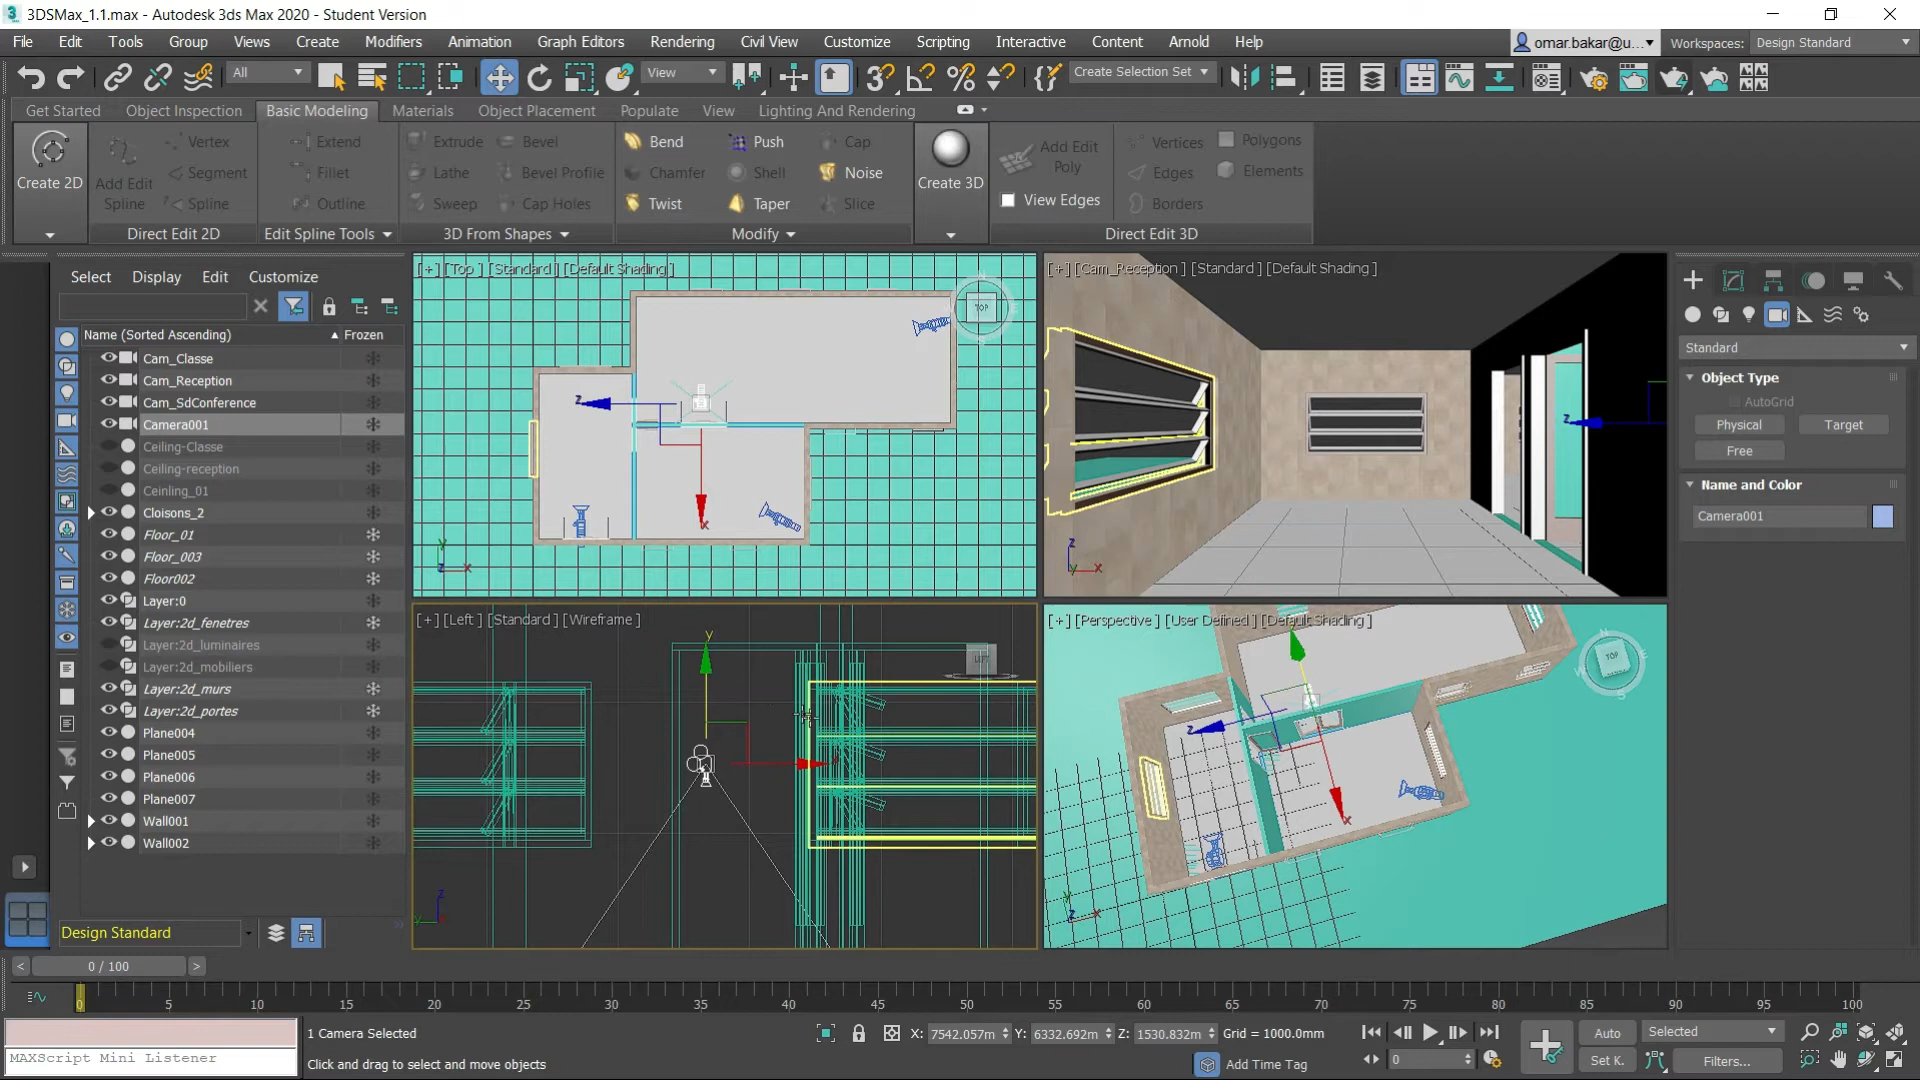 3DSMax_1.1.max - Autodesk 3ds Max 2020 - Student Version
File Edit Tools Group Views Create Modifiers Animation Graph Editors Rendering Civil View Customize Scripting Interactive Content Arnold Help omar.bakar@u... Workspaces: Design Standard
All View Create Selection Set
Get Started Object Inspection Basic Modeling Materials Object Placement Populate View Lighting And Rendering
Create 2D
Add Edit Spline
Vertex
Segment
Spline
Direct Edit 2D
Extend
Fillet
Outline
Edit Spline Tools
Extrude Bevel
Lathe Bevel Profile
Sweep Cap Holes
3D From Shapes
Bend Push Cap
Chamfer Shell Noise
Twist Taper Slice
Modify
Create 3D
Add Edit Poly
View Edges
Vertices Polygons
Edges Elements
Borders
Direct Edit 3D
Select Display Edit Customize
Name (Sorted Ascending) Frozen
Cam_Classe
Cam_Reception
Cam_SdConference
Camera001
Ceiling-Classe
Ceiling-reception
Ceinling_01
Cloisons_2
Floor_01
Floor_003
Floor002
Layer:0
Layer:2d_fenetres
Layer:2d_luminaires
Layer:2d_mobiliers
Layer:2d_murs
Layer:2d_portes
Plane004
Plane005
Plane006
Plane007
Wall001
Wall002
Design Standard
[+] [Top ] [Standard ] [Default Shading ]
TOP
z
x
y
z x
[+] [Cam_Reception ] [Standard ] [Default Shading ]
z
z
y x
[+] [Left ] [Standard ] [Wireframe ]
y
LEFT
z
y
[+] [Perspective ] [User Defined ] [Default Shading ]
TOP
z
x
z x
Standard
Object Type
AutoGrid
Physical Target
Free
Name and Color
Camera001
< 0 / 100 >
0 5 10 15 20 25 30 35 40 45 50 55 60 65 70 75 80 85 90 95 100
MAXScript Mini Listener
1 Camera Selected
Click and drag to select and move objects
X: 7542.057m Y: 6332.692m Z: 1530.832m Grid = 1000.0mm
Add Time Tag
0
Auto Selected
Set K. Filters...